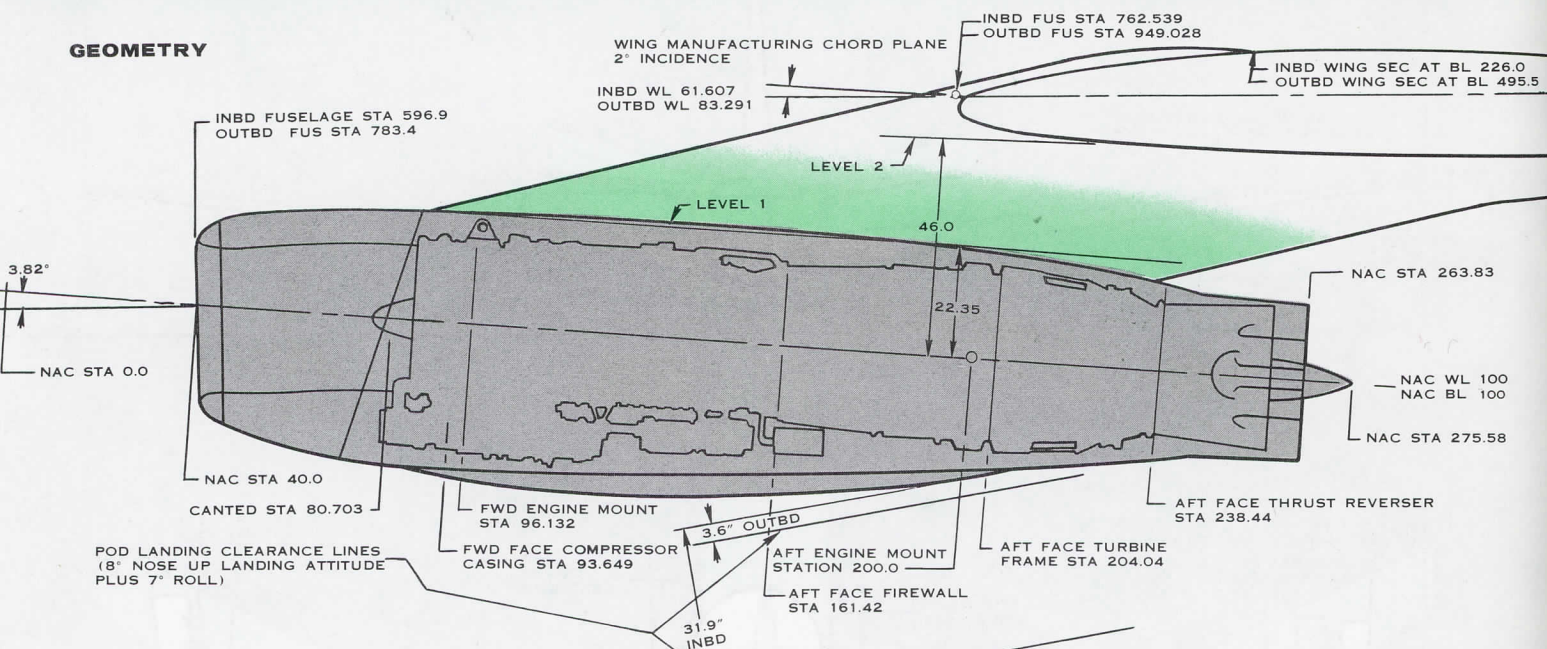 GEOMETRY
WING MANUFACTURING CHORD PLANE
2° INCIDENCE
INBD FUS STA 762.539
OUTBD FUS STA 949.028
INBD WL 61.607
OUTBD WL 83.291
INBD WING SEC AT BL 226.0
OUTBD WING SEC AT BL 495.5
INBD FUSELAGE STA 596.9
OUTBD FUS STA 783.4
LEVEL 2
LEVEL 1
46.0
3.82°
22.35
NAC STA 263.83
NAC STA 0.0
NAC WL 100
NAC BL 100
NAC STA 275.58
NAC STA 40.0
CANTED STA 80.703
FWD ENGINE MOUNT
STA 96.132
FWD FACE COMPRESSOR
CASING STA 93.649
3.6" OUTBD
AFT ENGINE MOUNT
STATION 200.0
AFT FACE TURBINE
FRAME STA 204.04
AFT FACE THRUST REVERSER
STA 238.44
POD LANDING CLEARANCE LINES
(8° NOSE UP LANDING ATTITUDE
PLUS 7° ROLL)
AFT FACE FIREWALL
STA 161.42
31.9"
INBD